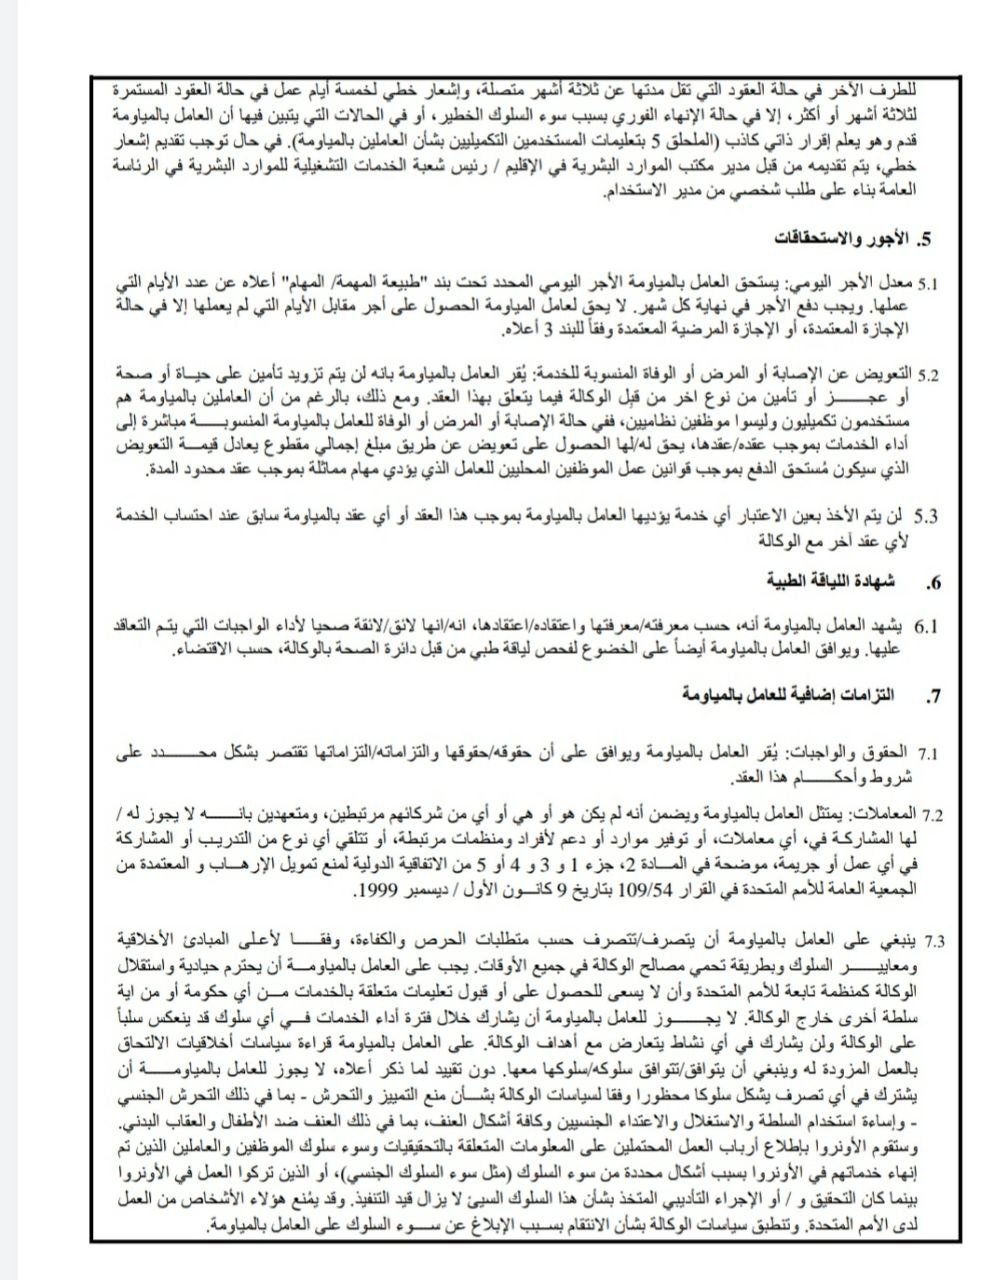 للطرف الآخر في حالة العقود التي تقل مدتها عن ثلاثة أشهر متصلة، وإشعار خطي لخمسة أيام عمل في حالة العقود المستمرة
لثلاثة أشهر أو أكثر، إلا في حالة الإنهاء الفوري بسبب سوء السلوك الخطير، أو في الحالات التي يتبين فيها أن العامل بالمياومة
قدم وهو يعلم إقرار ذاتي كاذب (الملحلق 5 بتعليمات المستخدمين التكميليين بشأن العاملين بالمياومة). في حال توجب تقديم إشعار
خطي، يتم تقديمه من قبل مدير مكتب الموارد البشرية في الإقليم / رئيس شعبة الخدمات التشغيلية للموارد البشرية في الرئاسة
العامة بناء على طلب شخصي من مدير الاستخدام.
5. الأجور والاستحقاقات
5.1 معدل الأجر اليومي: يستحق العامل بالمياومة الأجر اليومي المحدد تحت بند "طبيعة المهمة/ المهام" أعلاه عن عدد الأيام التي
عملها. ويجب دفع الأجر في نهاية كل شهر. لا يحق لعامل المياومة الحصول على أجر مقابل الأيام التي لم يعملها إلا في حالة
الإجازة المعتمدة، أو الإجازة المرضية المعتمدة وفقاً للبند 3 أعلاه.
5.2 التعويض عن الإصابة أو المرض أو الوفاة المنسوبة للخدمة: يُقر العامل بالمياومة بانه لن يتم تزويد تأمين على حياة أو صحة
أو عجـــــز أو تأمين من نوع اخر من قبل الوكالة فيما يتعلق بهذا العقد. ومع ذلك، بالرغم من أن العاملين بالمياومة هم
مستخدمون تكميليون وليسوا موظفين نظاميين، ففي حالة الإصابة أو المرض أو الوفاة للعامل بالمياومة المنسوبـــة مباشرة إلى
أداء الخدمات بموجب عقده/عقدها، يحق له/لها الحصول على تعويض عن طريق مبلغ إجمالي مقطوع يعادل قيمـة التعويض
الذي سيكون مُستحق الدفع بموجب قوانين عمل الموظفين المحليين للعامل الذي يؤدي مهام مماثلة بموجب عقد محدود المدة.
5.3 لن يتم الأخذ بعين الاعتبار أي خدمة يؤديها العامل بالمياومة بموجب هذا العقد أو أي عقد بالمياومة سابق عند احتساب الخدمة
لأي عقد آخر مع الوكالة
6. شهادة اللياقة الطبية
6.1 يشهد العامل بالمياومة أنه، حسب معرفته/معرفتها واعتقاده/اعتقادها، انه/انها لائق/لائقة صحيا لأداء الواجبات التي يتم التعاقد
عليها. ويوافق العامل بالمياومة أيضاً على الخضوع لفحص لياقة طبي من قبل دائرة الصحة بالوكالة، حسب الاقتضاء.
7. التزامات إضافية للعامل بالمياومة
7.1 الحقوق والواجبات: يُقر العامل بالمياومة ويوافق على أن حقوقه/حقوقها والتزاماته/التزاماتها تقتصر بشكل محـــــدد على
شروط وأحكـــــام هذا العقد.
7.2 المعاملات: يمتثل العامل بالمياومة ويضمن أنه لم يكن هو أو هي أو أي من شركائهم مرتبطين، ومتعهدين بانـــــه لا يجوز له /
لها المشاركة في، أي معاملات، أو توفير موارد أو دعم لأفراد ومنظمات مرتبطة، أو تتلقي أي نوع من التدريب أو المشاركة
في أي عمل أو جريمة، موضحة في المـادة 2، جزء 1 و 3 و 4 أو 5 من الاتفاقية الدولية لمنع تمويل الإرهـاب و المعتمدة من
الجمعية العامة للأمم المتحدة في القرار 109/54 بتاريخ 9 كانـون الأول / ديسمبر 1999.
7.3 ينبغي على العامل بالمياومة أن يتصرف/تتصرف حسب متطلبات الحرص والكفاءة، وفقـــا لأعلى المبادئ الأخلاقية
ومعاييـــر السلوك وبطريقة تحمي مصالح الوكالة في جميع الأوقات. يجب على العامل بالمياومـة أن يحترم حيادية واستقلال
الوكالة كمنظمة تابعة للأمم المتحدة وأن لا يسعى للحصول على أو قبول تعليمات متعلقة بالخدمات مـن أي حكومة أو من اية
سلطة أخرى خارج الوكالة. لا يجـــــوز للعامل بالمياومة أن يشارك خلال فترة أداء الخدمات فـي أي سلوك قد ينعكس سلباً
على الوكالة ولن يشارك في أي نشاط يتعارض مع أهداف الوكالة. على العامل بالمياومة قراءة سياسات أخلاقيات الالتحاق
بالعمل المزودة له وينبغي أن يتوافق/تتوافق سلوكه/سلوكها معها. دون تقييد لما ذكر أعلاه، لا يجوز للعامل بالمياومـــة أن
يشترك في أي تصرف يشكل سلوكا محظورا وفقا لسياسات الوكالة بشـأن منع التمييز والتحرش - بما في ذلك التحرش الجنسي
- وإساءة استخدام السلطة والاستغلال والاعتداء الجنسيين وكافة أشكال العنف، بما في ذلك العنف ضد الأطفال والعقاب البدني.
وستقوم الأونروا بإطلاع أرباب العمل المحتملين على المعلومات المتعلقة بالتحقيقيات وسوء سلوك الموظفين والعاملين الذين تم
إنهاء خدماتهم في الأونروا بسبب أشكال محددة من سوء السلوك (مثل سوء السلوك الجنسي)، أو الذين تركوا العمل في الأونروا
بينما كان التحقيق و / أو الإجراء التأديبي المتخذ بشأن هذا السلوك السيئ لا يزال قيد التنفيذ. وقد يمُنع هؤلاء الأشخاص من العمل
لدى الأمم المتحدة. وتنطبق سياسات الوكالة بشأن الانتقام بسبب الإبلاغ عن سـوء السلوك على العامل بالمياومة.